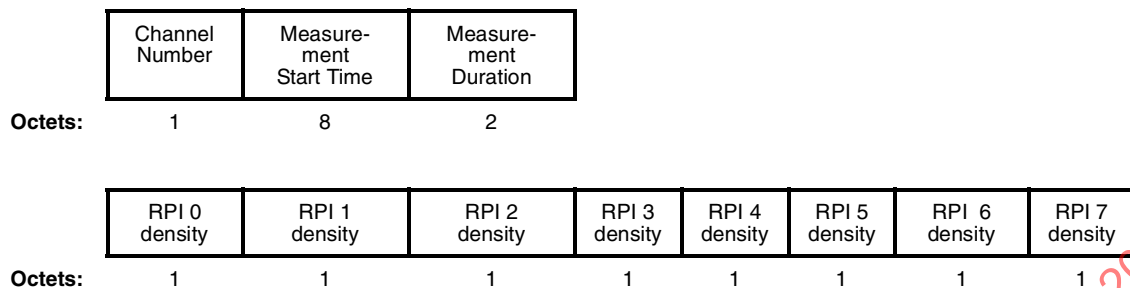 Channel Number
Measure-ment Start Time
Measure-ment Duration
Octets: 1 8 2
RPI 0 density
RPI 1 density
RPI 2 density
RPI 3 density
RPI 4 density
RPI 5 density
RPI 6 density
RPI 7 density
Octets: 1 1 1 1 1 1 1 1